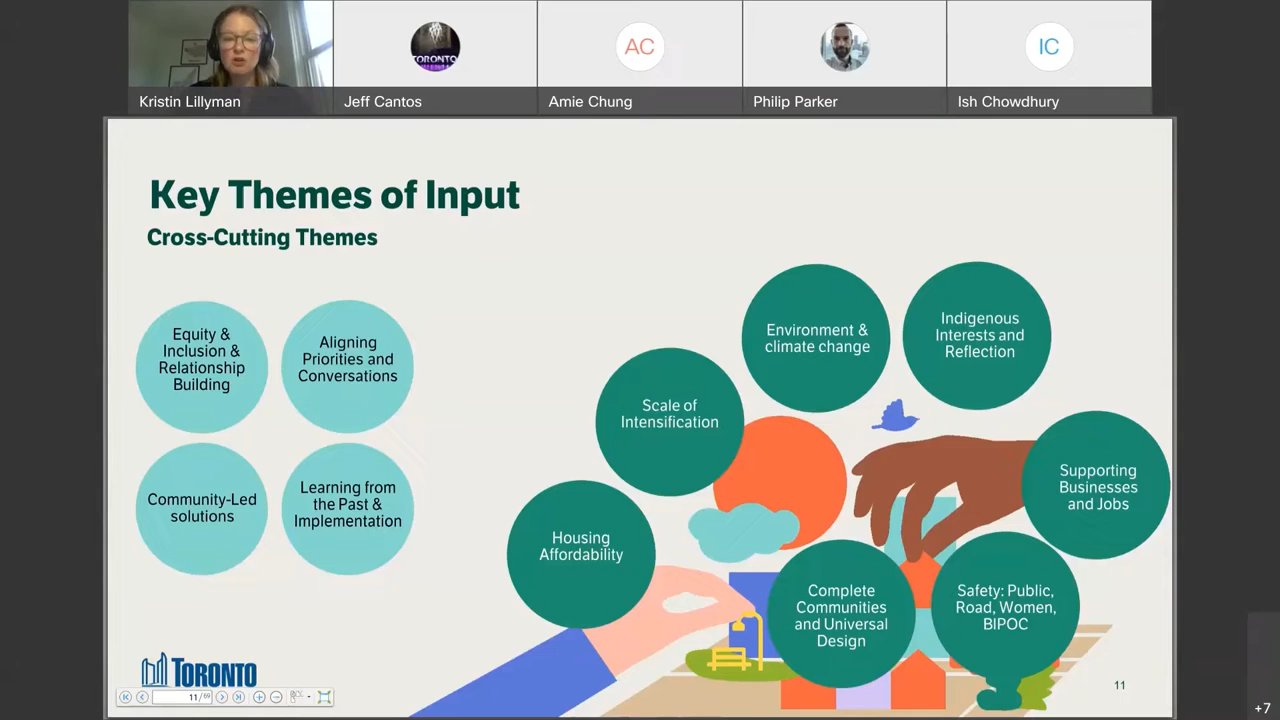 AC
IC
Kristin Lillyman
Jeff Cantos
Amie Chung
Philip Parker
Ish Chowdhury
TORONTO
Key Themes of Input
Cross-Cutting Themes
Equity &
Inclusion &
Relationship
Building
Aligning
Priorities and
Conversations
Community-Led
solutions
Learning from
the Past &
Implementation
Housing
Affordability
Scale of
Intensification
Environment &
climate change
Indigenous
Interests and
Reflection
Supporting
Businesses
and Jobs
Complete
Communities
and Universal
Design
Safety: Public,
Road, Women,
BIPOC
TORONTO
11 / 69
11
+7